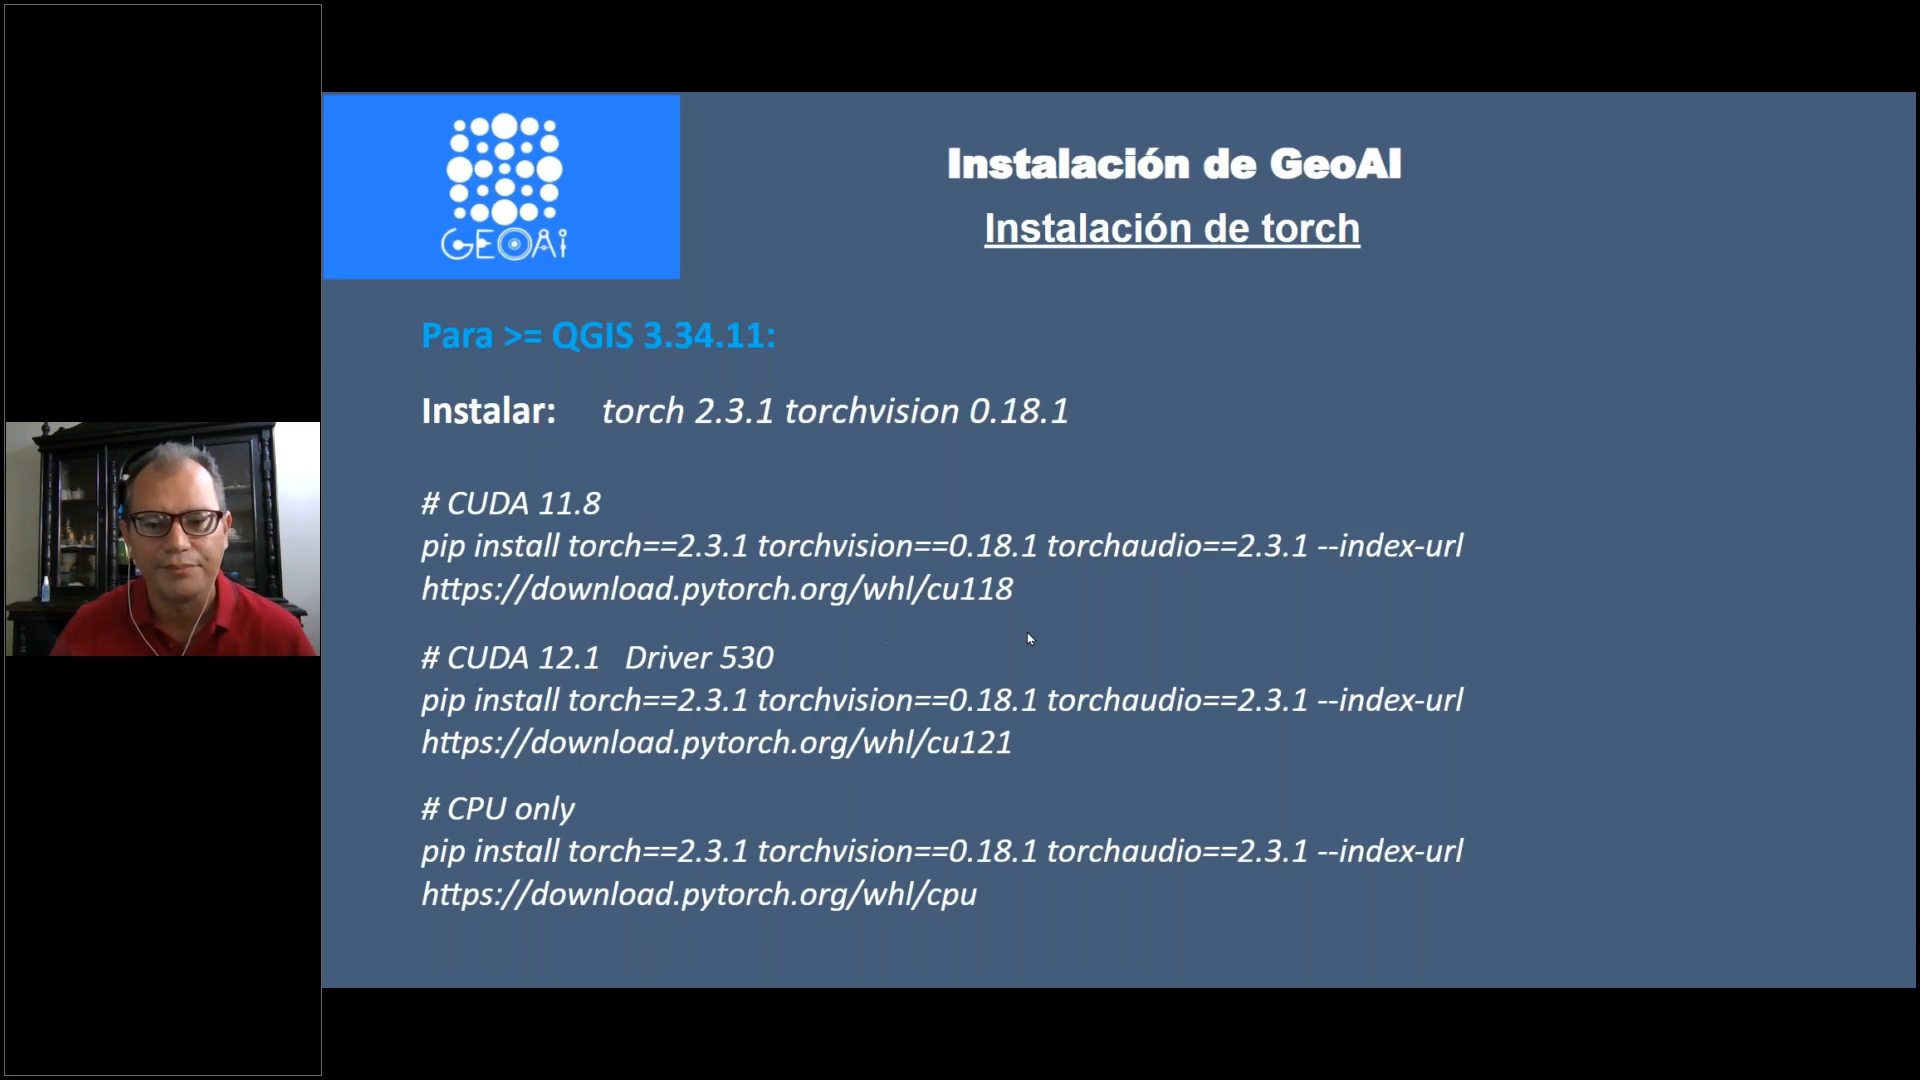 GEOAi
Instalación de GeoAI
Instalación de torch
Para >= QGIS 3.34.11:
Instalar: torch 2.3.1 torchvision 0.18.1
# CUDA 11.8
pip install torch==2.3.1 torchvision==0.18.1 torchaudio==2.3.1 --index-url
https://download.pytorch.org/whl/cu118
# CUDA 12.1 Driver 530
pip install torch==2.3.1 torchvision==0.18.1 torchaudio==2.3.1 --index-url
https://download.pytorch.org/whl/cu121
# CPU only
pip install torch==2.3.1 torchvision==0.18.1 torchaudio==2.3.1 --index-url
https://download.pytorch.org/whl/cpu